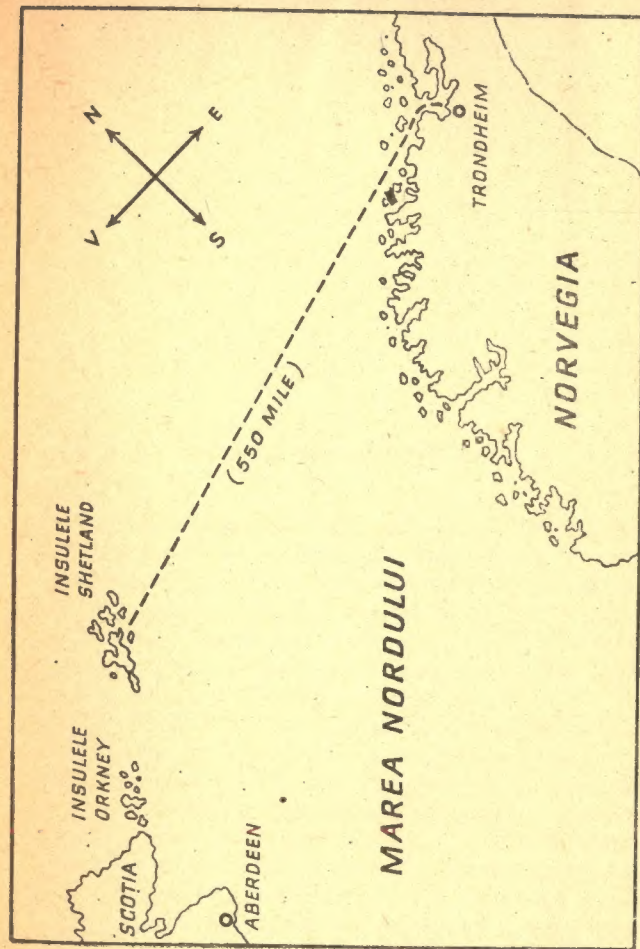 INSULELE
SHETLAND
INSULELE
ORKNEY
SCOTIA
ABERDEEN
(550 MILE)
MAREA NORDULUI
NORVEGIA
TRONDHEIM
N
E
S
V